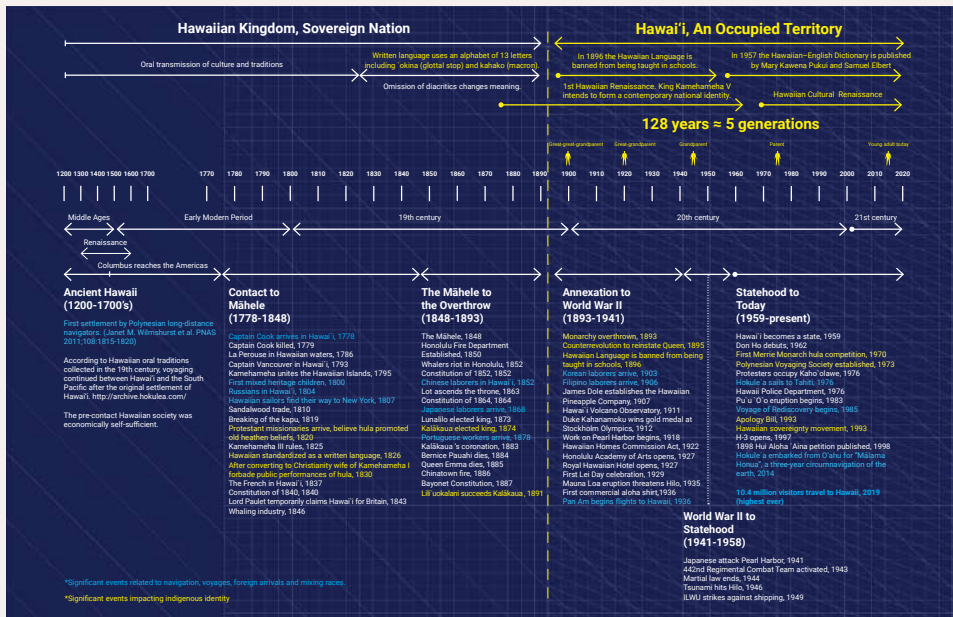 Hawaiian Kingdom, Sovereign Nation
Hawai‘i, An Occupied Territory
Oral transmission of culture and traditions
Written language uses an alphabet of 13 letters
including `okina (glottal stop) and kahako (macron).
Omission of diacritics changes meaning.
In 1896 the Hawaiian Language is
banned from being taught in schools.
In 1957 the Hawaiian–English Dictionary is published
by Mary Kawena Pukui and Samuel Elbert
1st Hawaiian Renaissance. King Kamehameha V
intends to form a contemporary national identity.
Hawaiian Cultural Renaissance
128 years ≈ 5 generations
Great-great-grandparent
Great-grandparent
Grandparent
Parent
Young adult today
1200 1300 1400 1500 1600 1700 1770 1780 1790 1800 1810 1820 1830 1840 1850 1860 1870 1880 1890 1900 1910 1920 1930 1940 1950 1960 1970 1980 1990 2000 2010 2020
Middle Ages
Early Modern Period
19th century
20th century
21st century
Renaissance
Columbus reaches the Americas
Ancient Hawaii
(1200-1700's)
First settlement by Polynesian long-distance
navigators. (Janet M. Wilmshurst et al. PNAS
2011;108:1815-1820)
According to Hawaiian oral traditions
collected in the 19th century, voyaging
continued between Hawai'i and the South
Pacific after the original settlement of
Hawai'i. http://archive.hokulea.com/
The pre-contact Hawaiian society was
economically self-sufficient.
Contact to
Māhele
(1778-1848)
Captain Cook arrives in Hawai`i, 1778
Captain Cook killed, 1779
La Perouse in Hawaiian waters, 1786
Captain Vancouver in Hawai`i, 1793
Kamehameha unites the Hawaiian Islands, 1795
First mixed heritage children, 1800
Russians in Hawai`i, 1804
Hawaiian sailors find their way to New York, 1807
Sandalwood trade, 1810
Breaking of the kapu, 1819
Protestant missionaries arrive, believe hula promoted
old heathen beliefs, 1820
Kamehameha III rules, 1825
Hawaiian standardized as a written language, 1826
After converting to Christianity wife of Kamehameha I
forbade public performances of hula, 1830
The French in Hawai`i, 1837
Constitution of 1840, 1840
Lord Paulet temporarily claims Hawai`i for Britain, 1843
Whaling industry, 1846
The Māhele to
the Overthrow
(1848-1893)
The Māhele, 1848
Honolulu Fire Department
Established, 1850
Whalers riot in Honolulu, 1852
Constitution of 1852, 1852
Chinese laborers in Hawai`i, 1852
Lot ascends the throne, 1863
Constitution of 1864, 1864
Japanese laborers arrive, 1868
Lunalilo elected king, 1873
Kalākaua elected king, 1874
Portuguese workers arrive, 1878
Kalākaua 's coronation, 1883
Bernice Pauahi dies, 1884
Queen Emma dies, 1885
Chinatown fire, 1886
Bayonet Constitution, 1887
Lili`uokalani succeeds Kalākaua, 1891
Annexation to
World War II
(1893-1941)
Monarchy overthrown, 1893
Counterrevolution to reinstate Queen, 1895
Hawaiian Language is banned from being
taught in schools, 1896
Korean laborers arrive, 1903
Filipino laborers arrive, 1906
James Dole establishes the Hawaiian
Pineapple Company, 1907
Hawai`i Volcano Observatory, 1911
Duke Kahanamoku wins gold medal at
Stockholm Olympics, 1912
Work on Pearl Harbor begins, 1918
Hawaiian Homes Commission Act, 1922
Honolulu Academy of Arts opens, 1927
Royal Hawaiian Hotel opens, 1927
First Lei Day celebration, 1929
Mauna Loa eruption threatens Hilo, 1935
First commercial aloha shirt,1936
Pan Am begins flights to Hawaii, 1936
World War II to
Statehood
(1941-1958)
Japanese attack Pearl Harbor, 1941
442nd Regimental Combat Team activated, 1943
Martial law ends, 1944
Tsunami hits Hilo, 1946
ILWU strikes against shipping, 1949
Statehood to
Today
(1959-present)
Hawai`i becomes a state, 1959
Don Ho debuts, 1962
First Merrie Monarch hula competition, 1970
Polynesian Voyaging Society established, 1973
Protesters occupy Kaho`olawe, 1976
Hokule`a sails to Tahiti, 1976
Hawaii Police Department, 1976
Pu`u `O`o eruption begins, 1983
Voyage of Rediscovery begins, 1985
Apology Bill, 1993
Hawaiian sovereignty movement, 1993
H-3 opens, 1997
1898 Hui Aloha `Aina petition published, 1998
Hokule`a embarked from O'ahu for “Mālama
Honua”, a three-year circumnavigation of the
earth, 2014
10.4 million visitors travel to Hawaii, 2019
(highest ever)
*Significant events related to navigation, voyages, foreign arrivals and mixing races.
*Significant events impacting indigenous identity